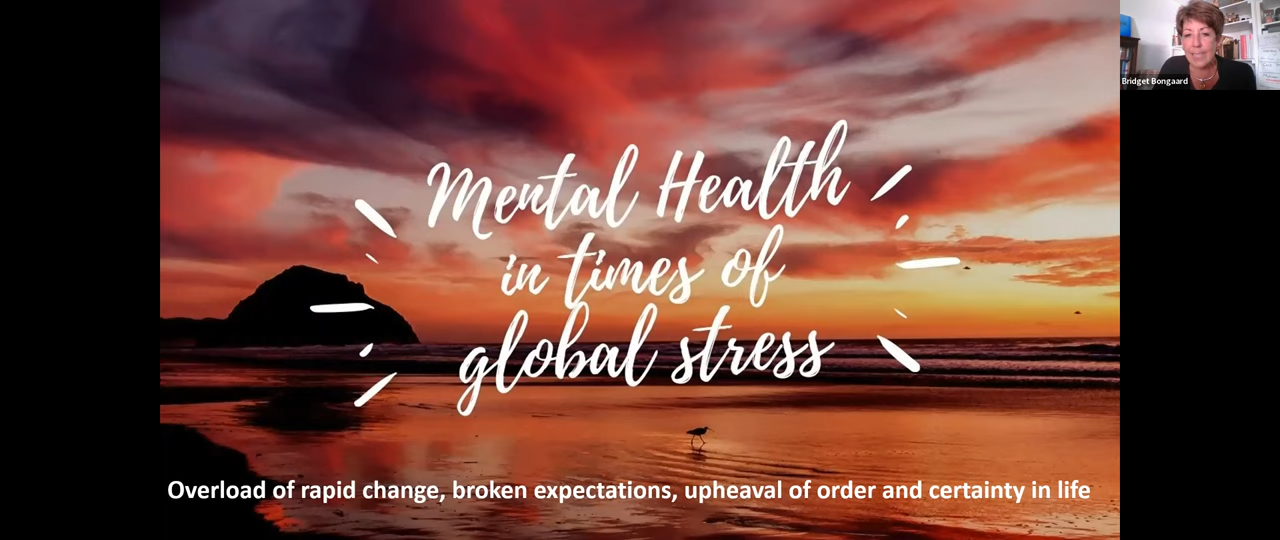 Mental Health
in times of
global stress
Overload of rapid change, broken expectations, upheaval of order and certainty in life
Bridget Bongaard